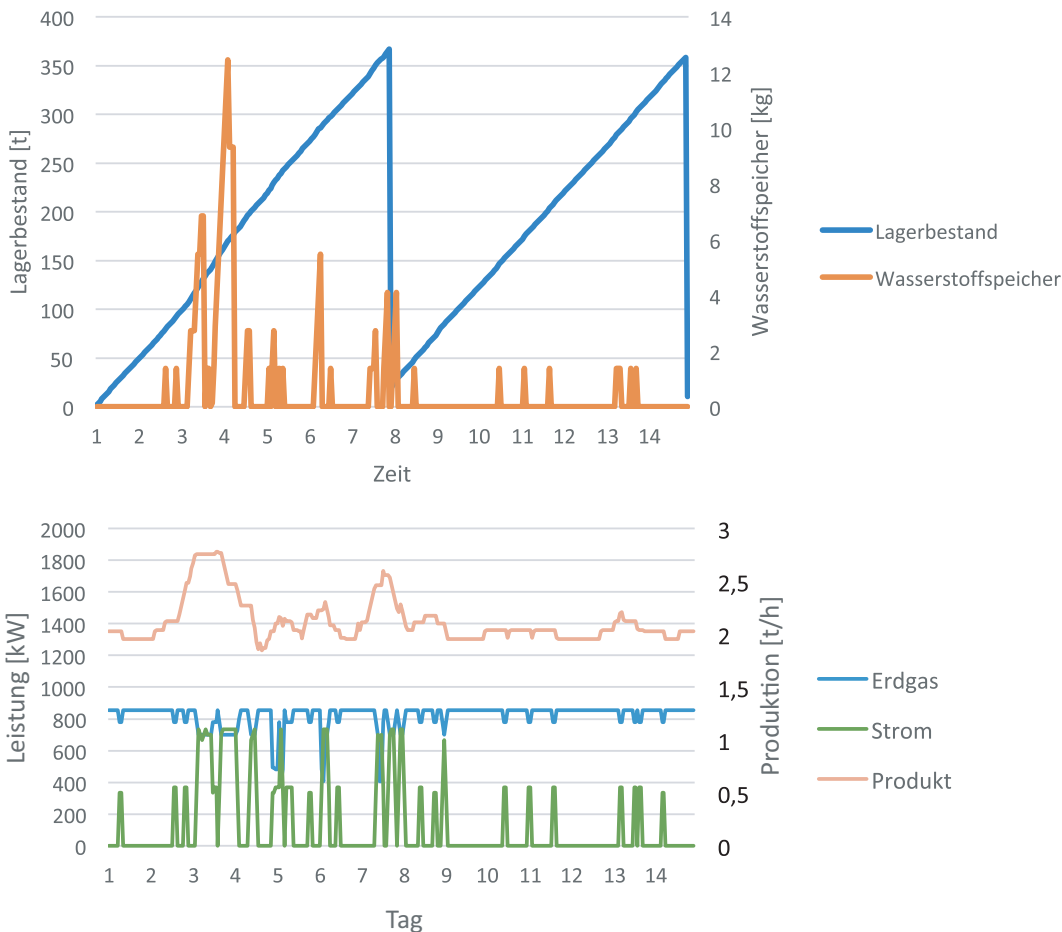 400
350
300
250
200
150
100
50
0
Lagerbestand [t]
14
12
10
8
6
4
2
0
Wasserstoffspeicher [kg]
1 2 3 4 5 6 7 8 9 10 11 12 13 14
Zeit
Lagerbestand
Wasserstoffspeicher
2000
1800
1600
1400
1200
1000
800
600
400
200
0
Leistung [kW]
3
2,5
2
1,5
1
0,5
0
Produktion [t/h]
1 2 3 4 5 6 7 8 9 10 11 12 13 14
Tag
Erdgas
Strom
Produkt